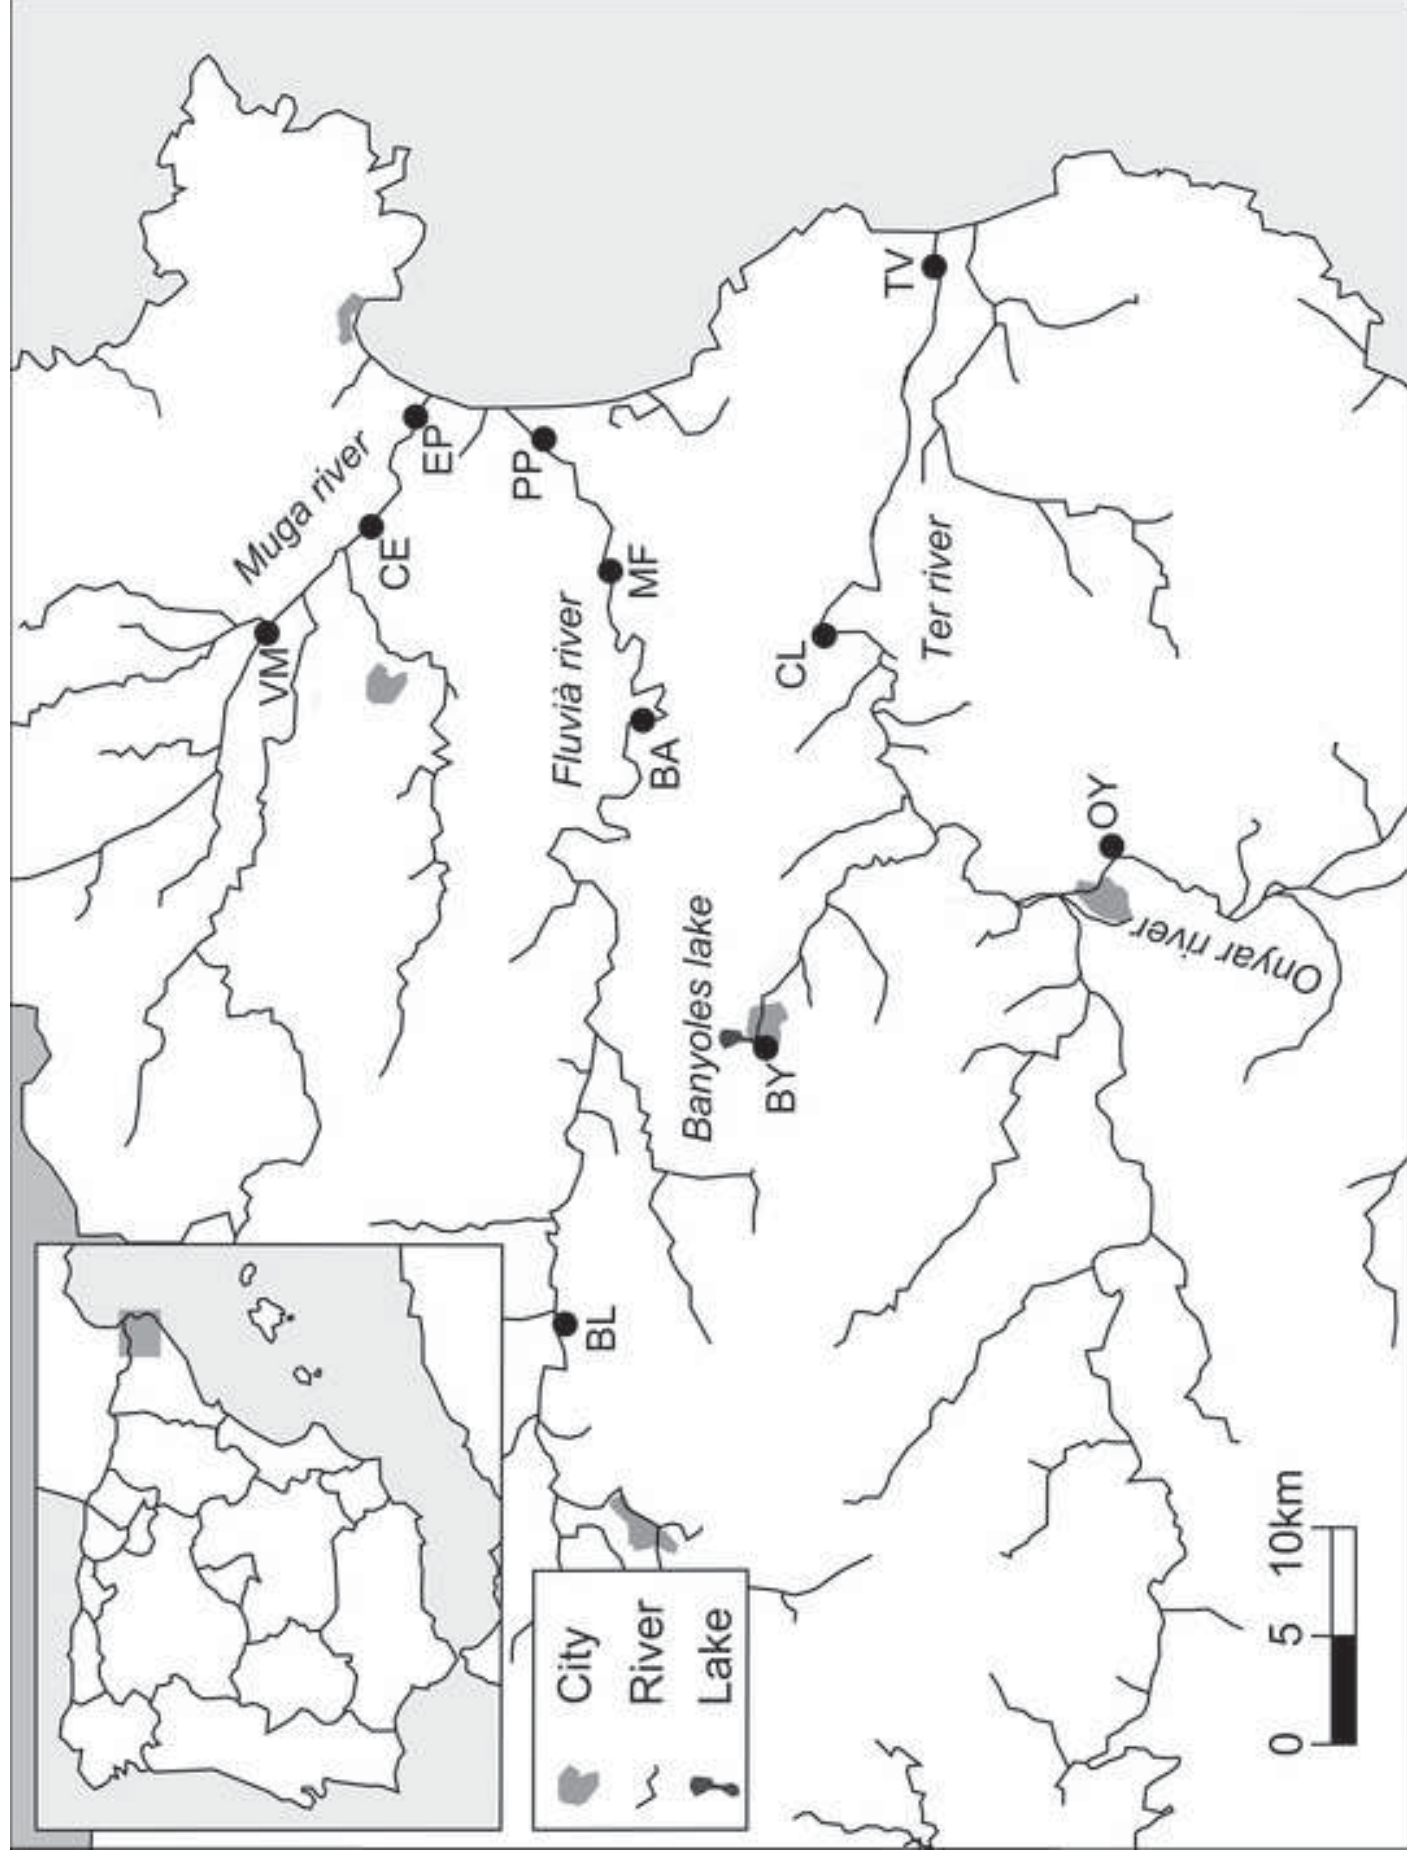 Muga river
VM
CE
EP
PP
Fluvià river
MF
BA
BL
TV
CL
Ter river
Banyoles lake
BY
OY
Onyar river
City
River
Lake
0 5 10km